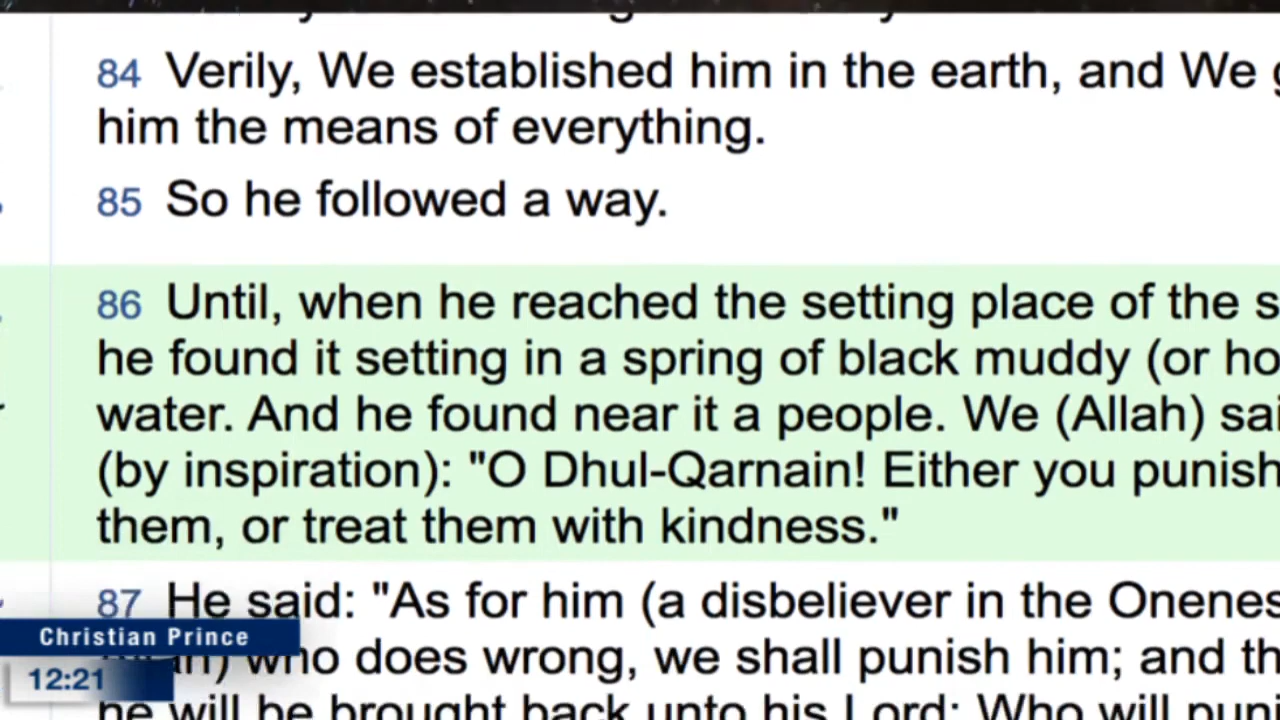 84 Verily, We established him in the earth, and We
him the means of everything.
85 So he followed a way.
86 Until, when he reached the setting place of the
he found it setting in a spring of black muddy (or
water. And he found near it a people. We (Allah)
(by inspiration): "O Dhul-Qarnain! Either you punish
them, or treat them with kindness."
87 He said: "As for him (a disbeliever in the
Christian Prince
who does wrong, we shall punish him; and
12:21
he will be brought back unto his Lord; Who will